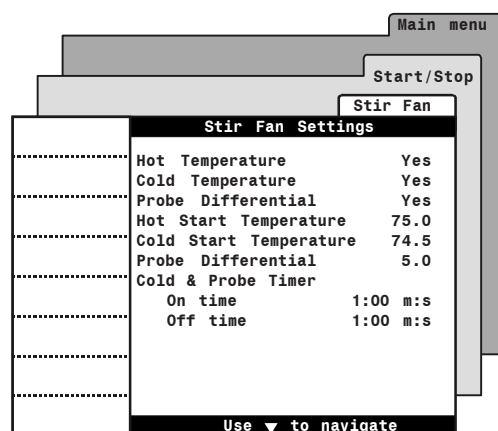 Main menu
Start/Stop
Stir Fan
Stir Fan Settings
Hot Temperature Yes
Cold Temperature Yes
Probe Differential Yes
Hot Start Temperature 75.0
Cold Start Temperature 74.5
Probe Differential 5.0
Cold & Probe Timer
On time 1:00 m:s
Off time 1:00 m:s
Use ▼ to navigate